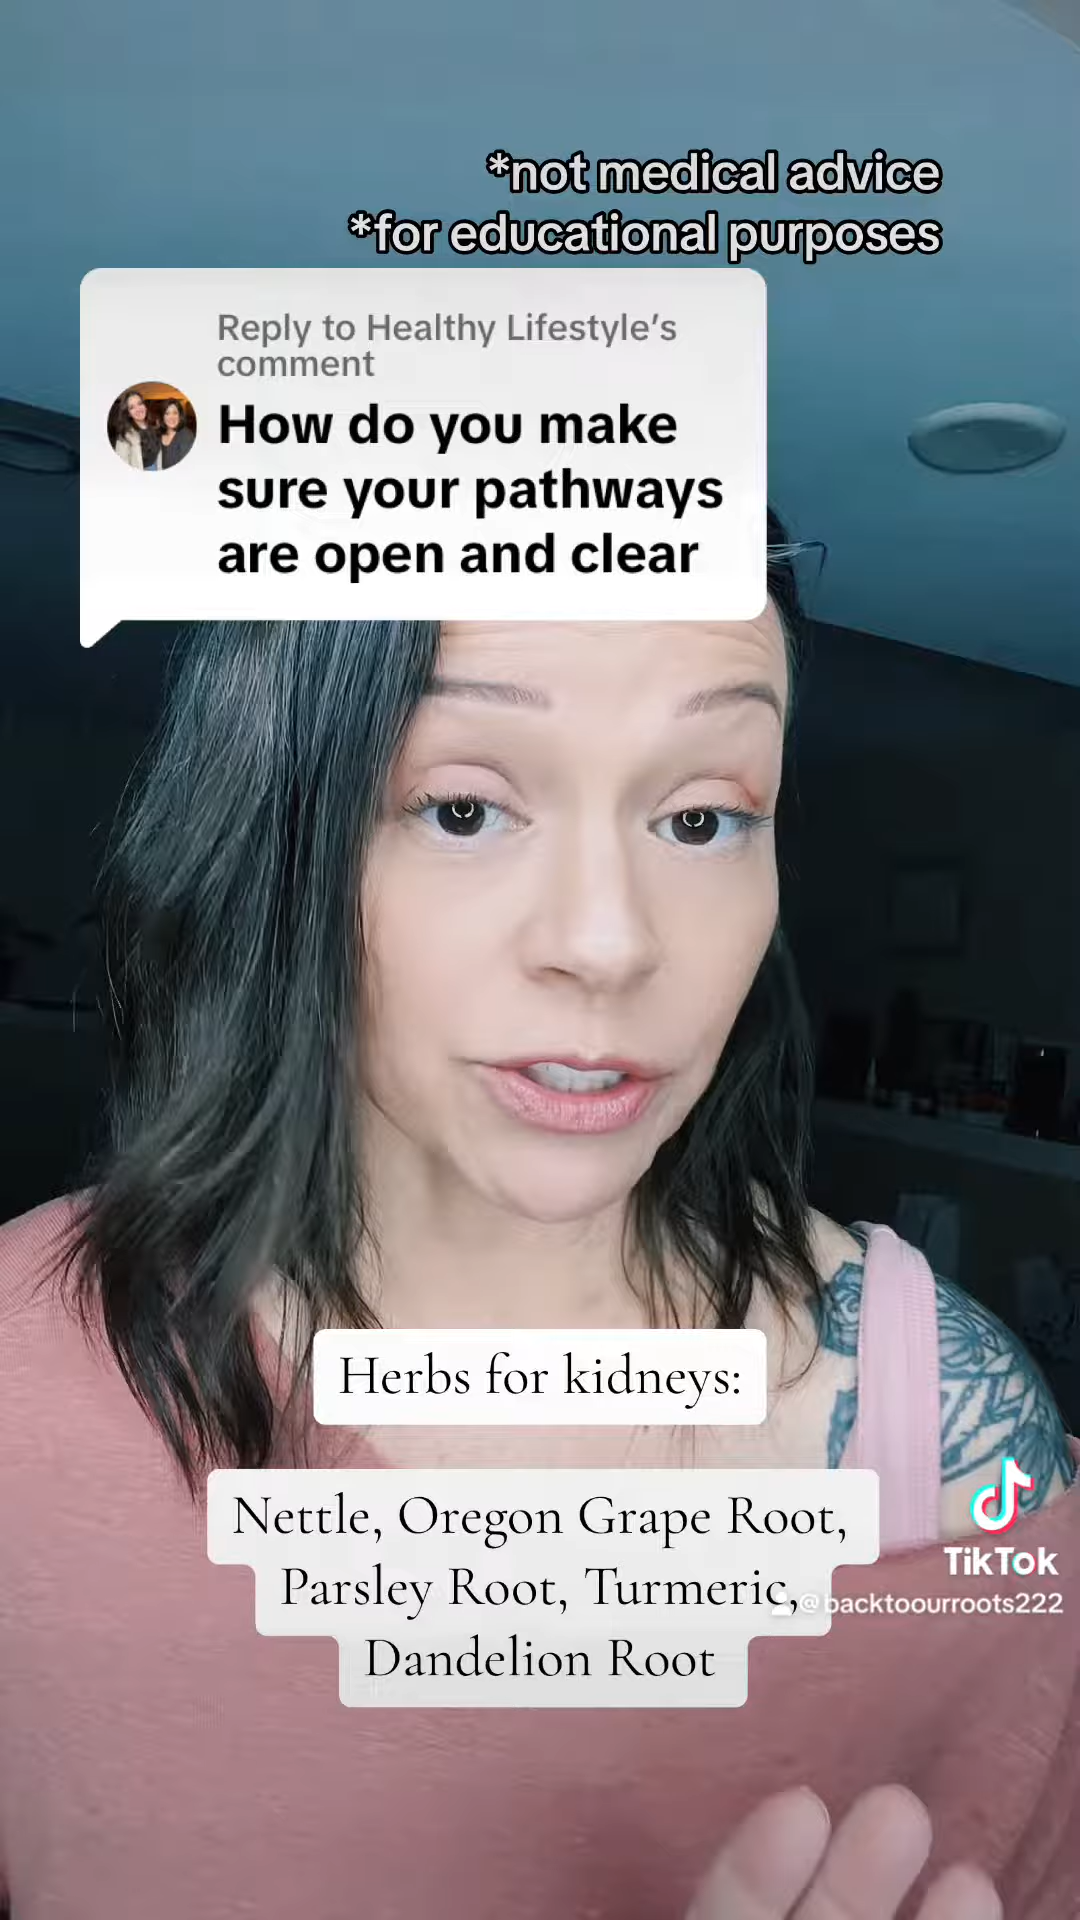 *not medical advice
*for educational purposes
Reply to Healthy Lifestyle's
comment
How do you make
sure your pathways
are open and clear
Herbs for kidneys:
Nettle, Oregon Grape Root,
Parsley Root, Turmeric,
Dandelion Root
TikTok
@backtoourroots222